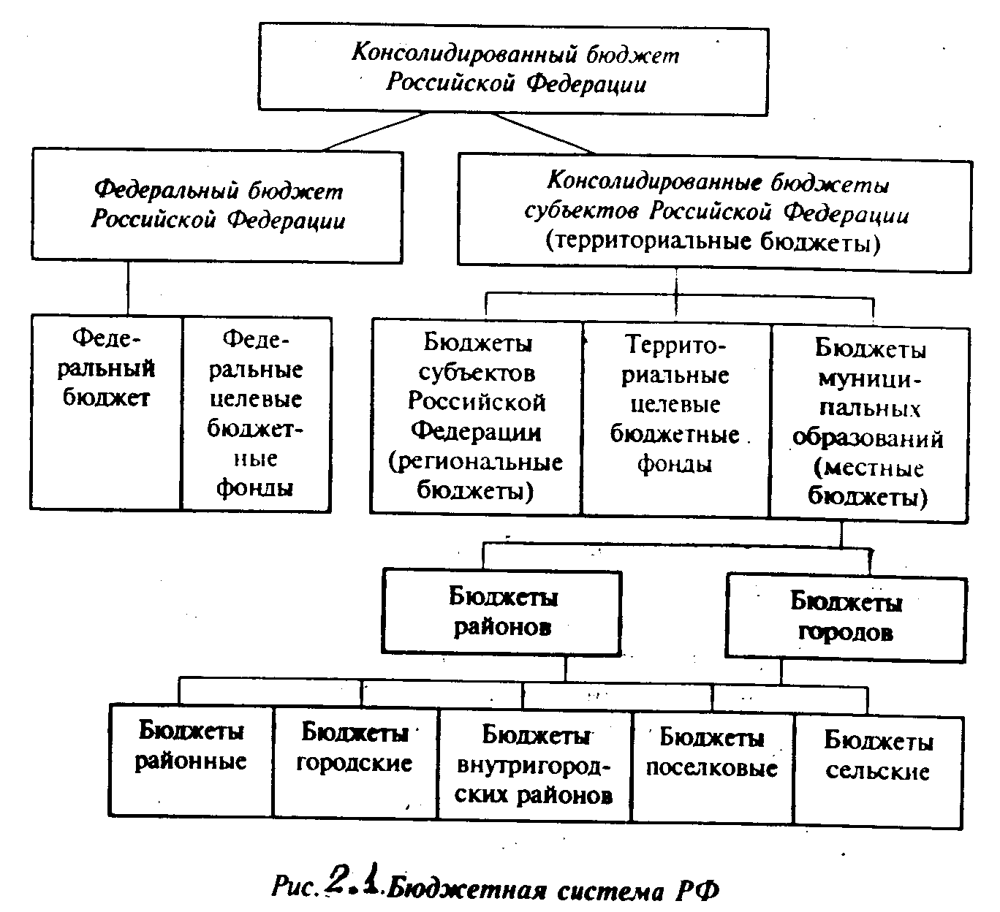 Консолидированный бюджет
Российской Федерации
Федеральный бюджет
Российской Федерации
Консолидированные бюджеты
субъектов Российской Федерации
(территориальные бюджеты)
Феде-
ральный
бюджет
Феде-
ральные
целевые
бюджет-
ные
фонды
Бюджеты
субъектов
Российской
Федерации
(региональные
бюджеты)
Террито-
риальные
целевые
бюджетные
фонды
Бюджеты
муници-
пальных
образований
(местные
бюджеты)
Бюджеты
районов
Бюджеты
городов
Бюджеты
районные
Бюджеты
городские
Бюджеты
внутригород-
ских районов
Бюджеты
поселковые
Бюджеты
сельские
Рис. 2.1. Бюджетная система РФ